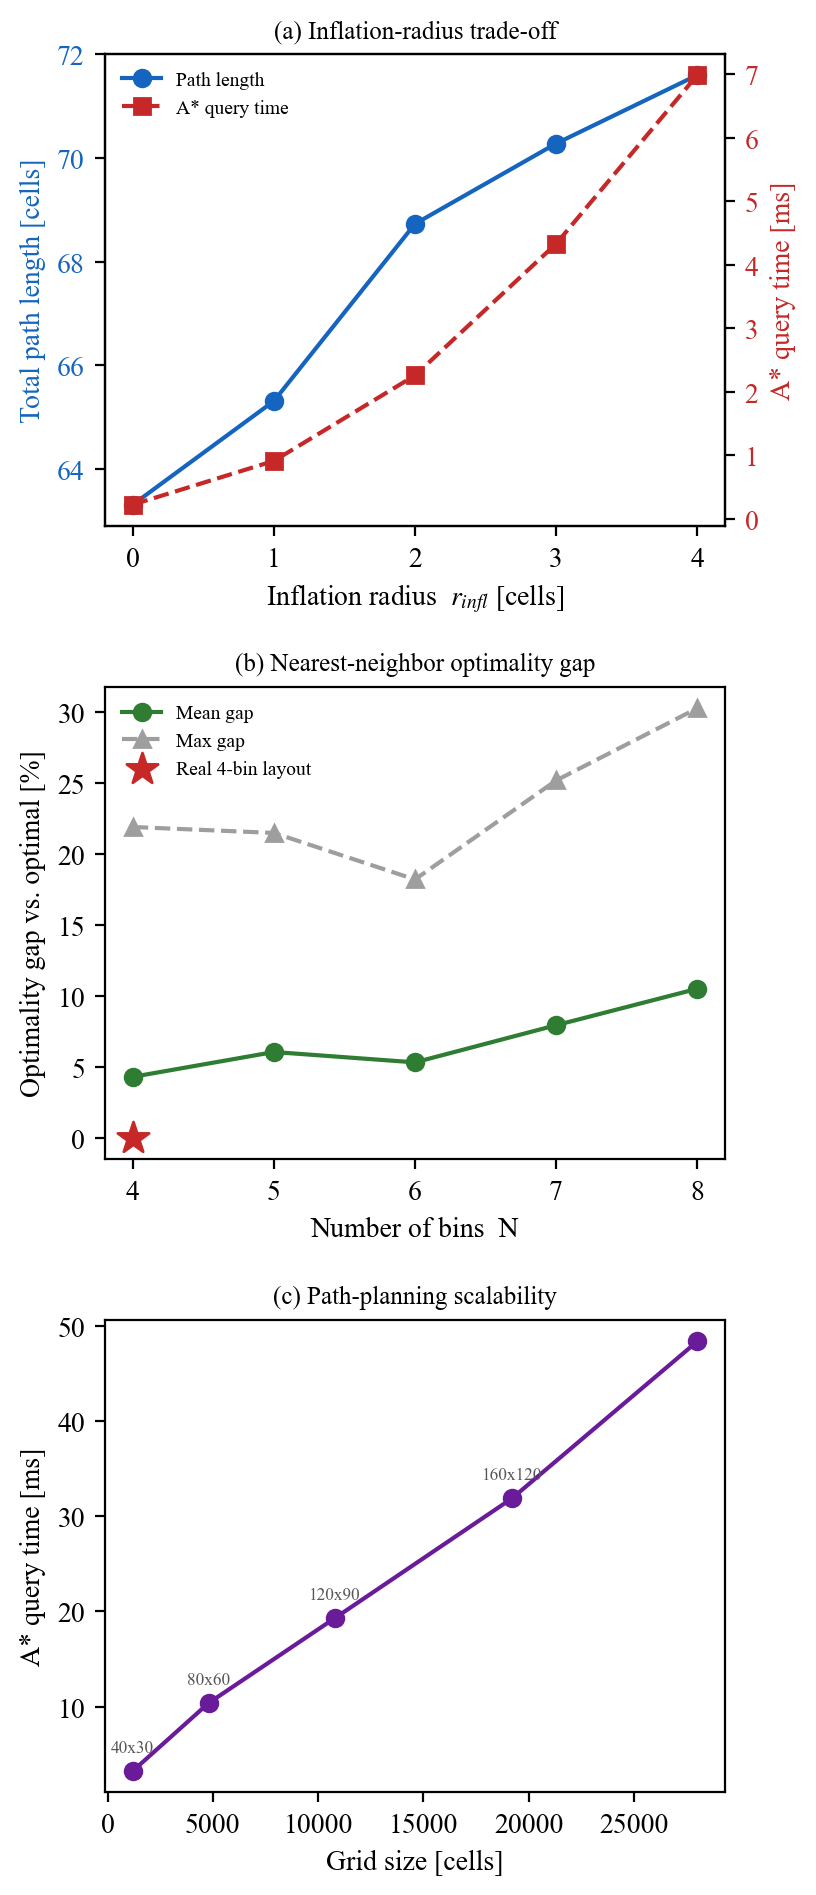 (a) Inflation-radius trade-off
Path length
A* query time
Total path length [cells]
72
70
68
66
64
A* query time [ms]
7
6
5
4
3
2
1
0
0 1 2 3 4
Inflation radius r_infl [cells]
(b) Nearest-neighbor optimality gap
Mean gap
Max gap
Real 4-bin layout
Optimality gap vs. optimal [%]
30
25
20
15
10
5
0
4 5 6 7 8
Number of bins N
(c) Path-planning scalability
A* query time [ms]
50
40
30
20
10
160x120
120x90
80x60
40x30
0 5000 10000 15000 20000 25000
Grid size [cells]